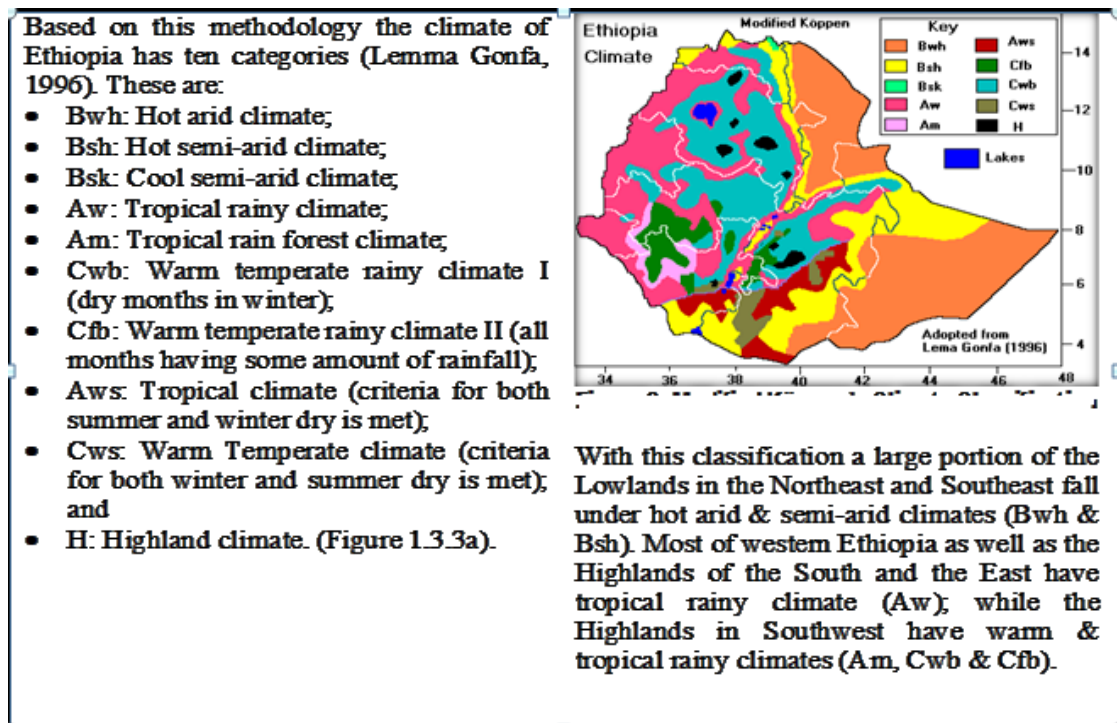 Based on this methodology the climate of
Ethiopia has ten categories (Lemma Gonfa,
1996). These are:
• Bwh: Hot arid climate;
• Bsh: Hot semi-arid climate;
• Bsk: Cool semi-arid climate;
• Aw: Tropical rainy climate;
• Am: Tropical rain forest climate;
• Cwb: Warm temperate rainy climate I
(dry months in winter);
• Cfb: Warm temperate rainy climate II (all
months having some amount of rainfall);
• Aws: Tropical climate (criteria for both
summer and winter dry is met);
• Cws: Warm Temperate climate (criteria
for both winter and summer dry is met);
and
• H: Highland climate. (Figure 1.3.3a).
Ethiopia
Climate
Modified Koppen
Key
Bwh
Aws
Bsh
Cfb
Bsk
Cwb
Aw
Cws
Am
H
Lakes
14
12
10
8
6
4
Adopted from
Lema Gonfa (1996)
34 36 38 40 42 44 46 48
With this classification a large portion of the
Lowlands in the Northeast and Southeast fall
under hot arid & semi-arid climates (Bwh &
Bsh). Most of western Ethiopia as well as the
Highlands of the South and the East have
tropical rainy climate (Aw); while the
Highlands in Southwest have warm &
tropical rainy climates (Am, Cwb & Cfb).